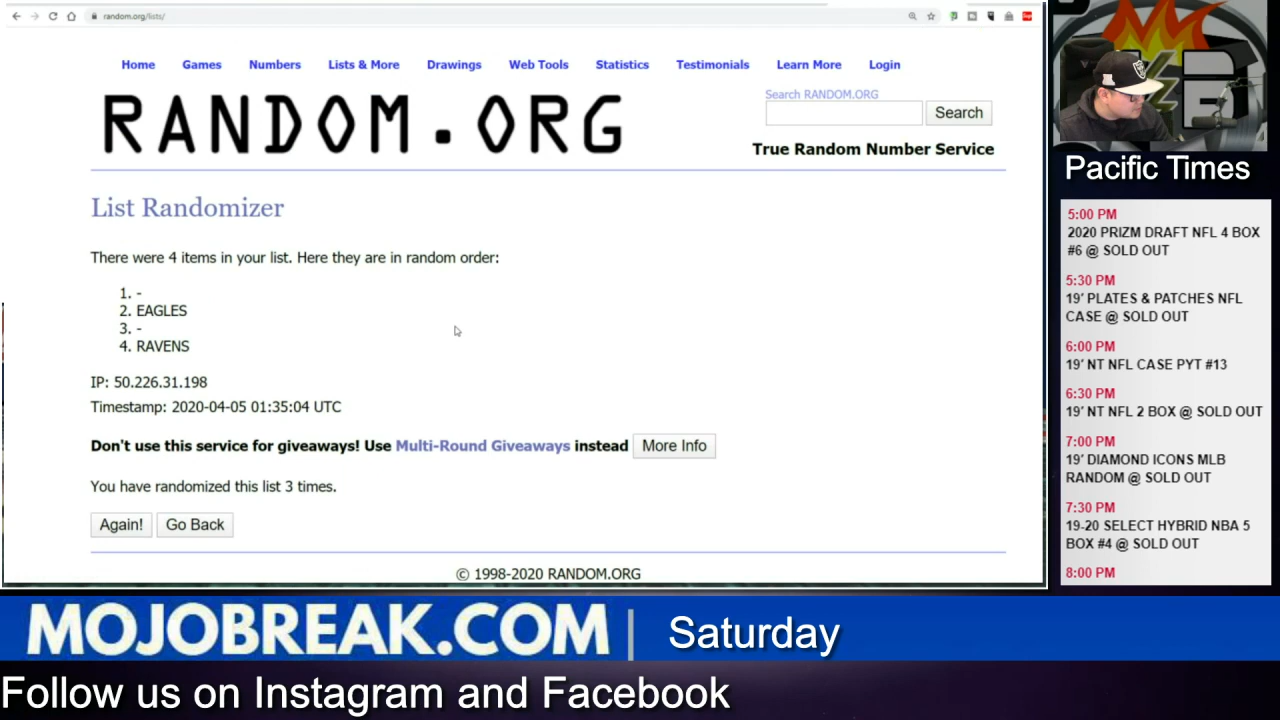 random.org/lists/
Home Games Numbers Lists & More Drawings Web Tools Statistics Testimonials Learn More Login
RANDOM.ORG
Search RANDOM.ORG
Search
True Random Number Service
List Randomizer
There were 4 items in your list. Here they are in random order:
1. -
2. EAGLES
3. -
4. RAVENS
IP: 50.226.31.198
Timestamp: 2020-04-05 01:35:04 UTC
Don't use this service for giveaways! Use Multi-Round Giveaways instead More Info
You have randomized this list 3 times.
Again! Go Back
© 1998-2020 RANDOM.ORG
Pacific Times
5:00 PM
2020 PRIZM DRAFT NFL 4 BOX
#6 @ SOLD OUT
5:30 PM
19' PLATES & PATCHES NFL
CASE @ SOLD OUT
6:00 PM
19' NT NFL CASE PYT #13
6:30 PM
19' NT NFL 2 BOX @ SOLD OUT
7:00 PM
19' DIAMOND ICONS MLB
RANDOM @ SOLD OUT
7:30 PM
19-20 SELECT HYBRID NBA 5
BOX #4 @ SOLD OUT
8:00 PM
MOJOBREAK.COM | Saturday
Follow us on Instagram and Facebook